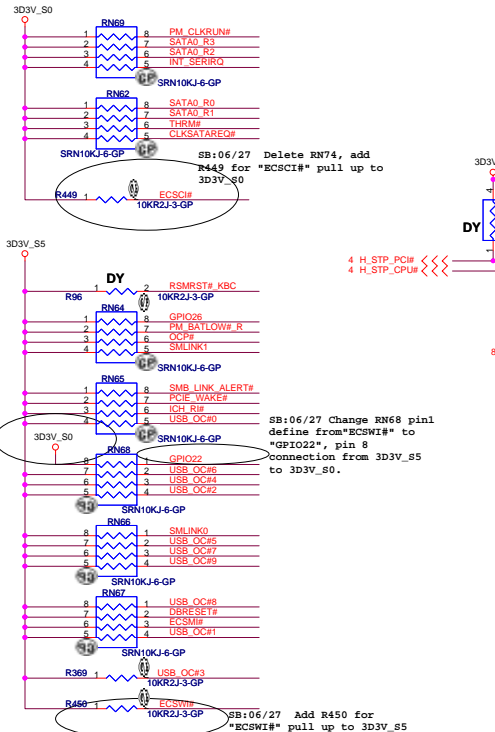 3D3V_S0
RN69
1 8 PM_CLKRUN#
2 7 SATA0_R3
3 6 SATA0_R2
4 5 INT_SERIRQ
GP SRN10KJ-6-GP
RN62
1 8 SATA0_R0
2 7 SATA0_R1
3 6 THRM#
4 5 CLKSATAREQ#
SRN10KJ-6-GP GP
SB:06/27 Delete RN74, add
R449 for "ECSCI#" pull up to
3D3V_S0
R449 1 ECSCI#
10KR2J-3-GP
3D3V
4
DY
1
4 H_STP_PCI#
4 H_STP_CPU#
8
3D3V_S5
DY
R96 1 2 RSMRST#_KBC
10KR2J-3-GP
RN64
1 8 GPIO26
2 7 PM_BATLOW#_R
3 6 OCP#
4 5 SMLINK1
GP SRN10KJ-6-GP
RN65
1 8 SMB_LINK_ALERT#
2 7 PCIE_WAKE#
3 6 ICH_RI#
4 5 USB_OC#0
GP SRN10KJ-6-GP
SB:06/27 Change RN68 pin1
define from"ECSWI#" to
"GPIO22", pin 8
connection from 3D3V_S5
to 3D3V_S0.
3D3V_S0
RN68
8 1 GPIO22
7 2 USB_OC#6
6 3 USB_OC#4
5 4 USB_OC#2
GP SRN10KJ-6-GP
RN66
8 1 SMLINK0
7 2 USB_OC#5
6 3 USB_OC#7
5 4 USB_OC#9
GP SRN10KJ-6-GP
RN67
8 1 USB_OC#8
7 2 DBRESET#
6 3 ECSMI#
5 4 USB_OC#1
GP SRN10KJ-6-GP
R369 1 2 USB_OC#3
10KR2J-3-GP
R450 1 2 ECSWI#
10KR2J-3-GP
SB:06/27 Add R450 for
"ECSWI#" pull up to 3D3V_S5